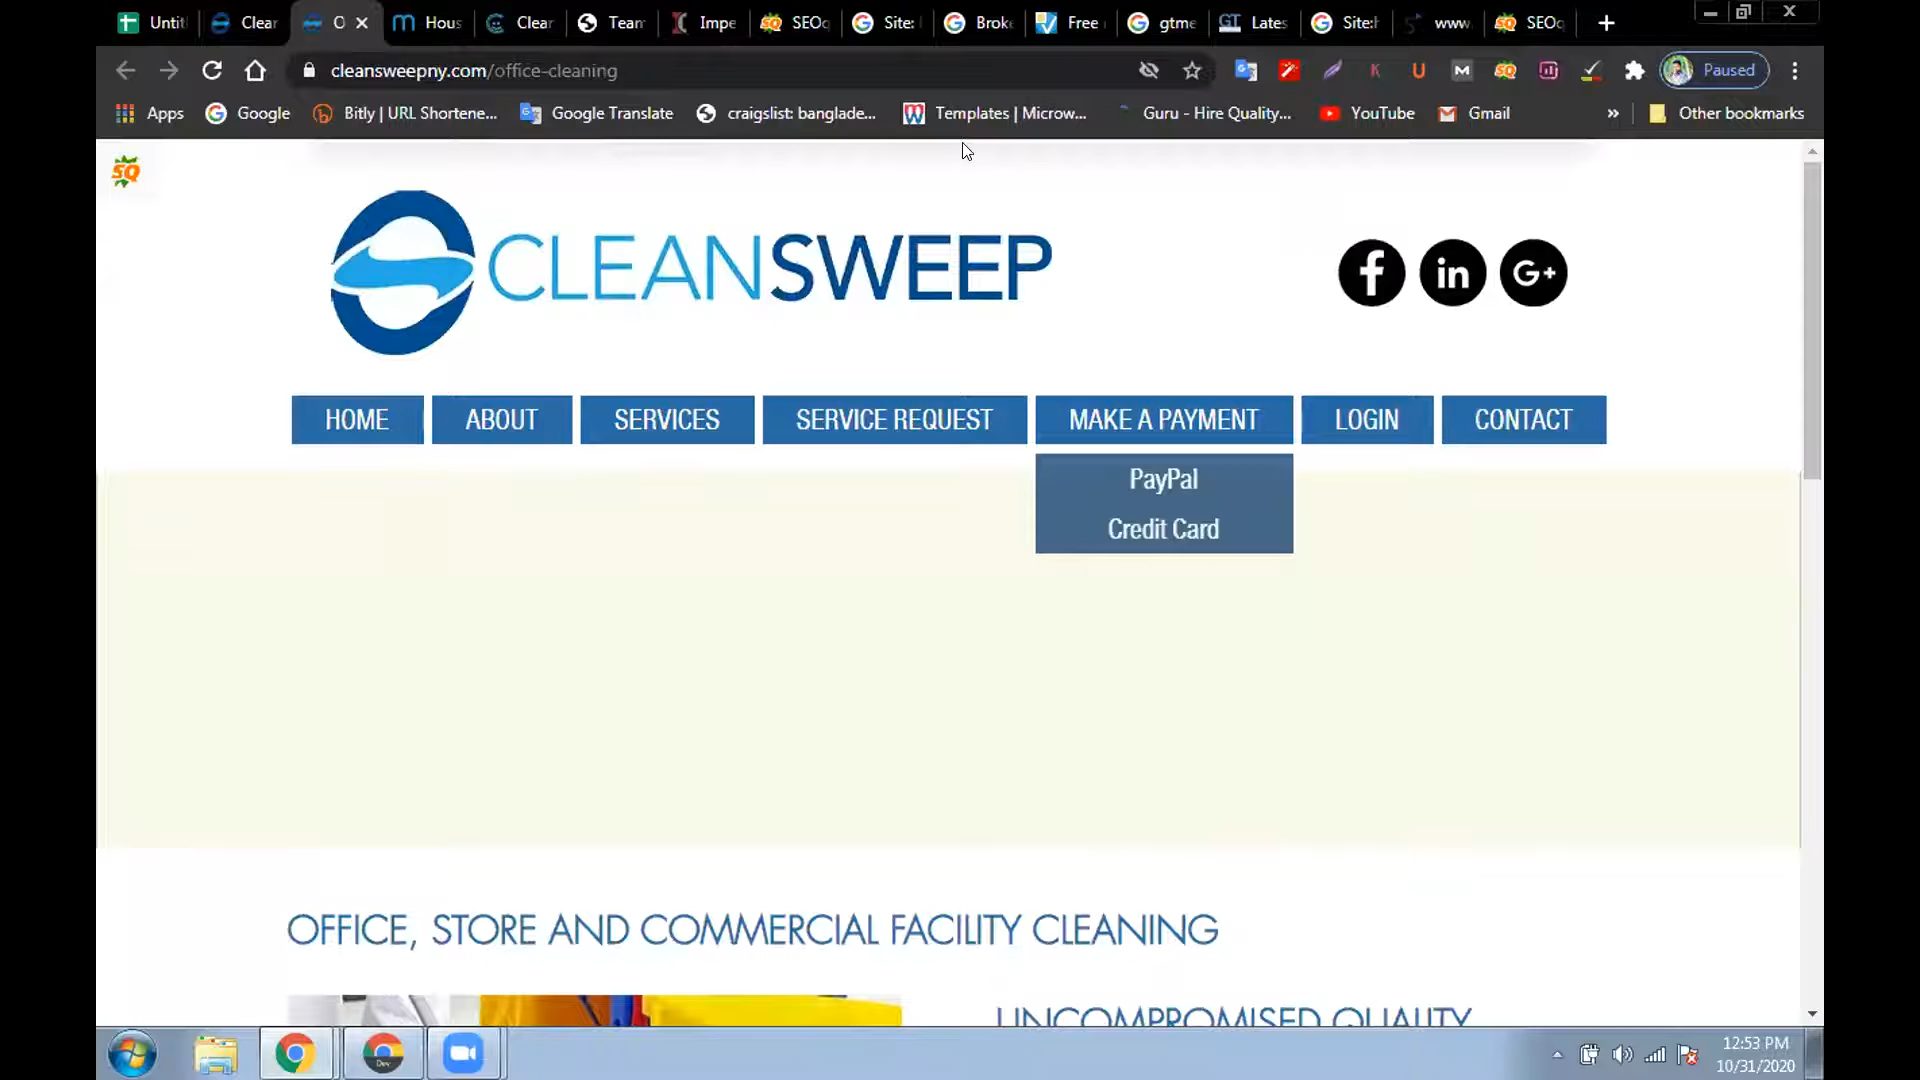 Untit Clear O Hous Clear Tean Impe SEOq Site: Broke Free gtme Lates Site:h www. SEOq
cleansweepny.com/office-cleaning Paused
Apps Google Bitly | URL Shortene... Google Translate craigslist: banglade... Templates | Microw... Guru - Hire Quality... YouTube Gmail » Other bookmarks
SQ
CLEANSWEEP
f in G+
HOME ABOUT SERVICES SERVICE REQUEST MAKE A PAYMENT LOGIN CONTACT
PayPal
Credit Card
OFFICE, STORE AND COMMERCIAL FACILITY CLEANING
UNCOMPROMISED QUALITY
12:53 PM
10/31/2020